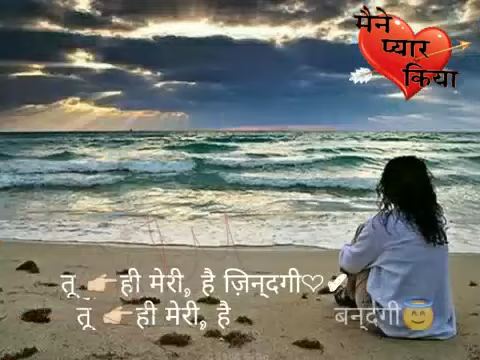 मैने
प्यार
किया
तू 👉🏻ही मेरी, है ज़िन्दगी♡✔
तूं 👉🏻ही मेरी, है बन्दगी😇